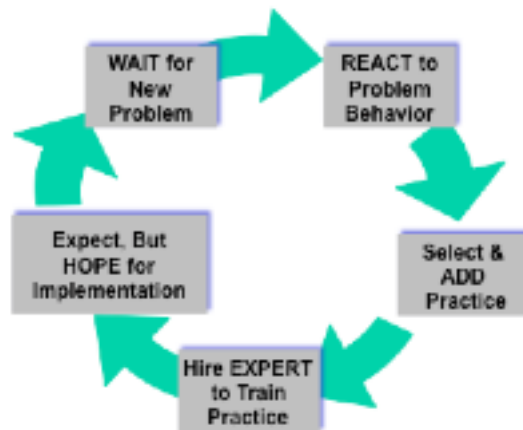 WAIT for
New
Problem
REACT to
Problem
Behavior
Select &
ADD
Practice
Hire EXPERT
to Train
Practice
Expect, But
HOPE for
Implementation